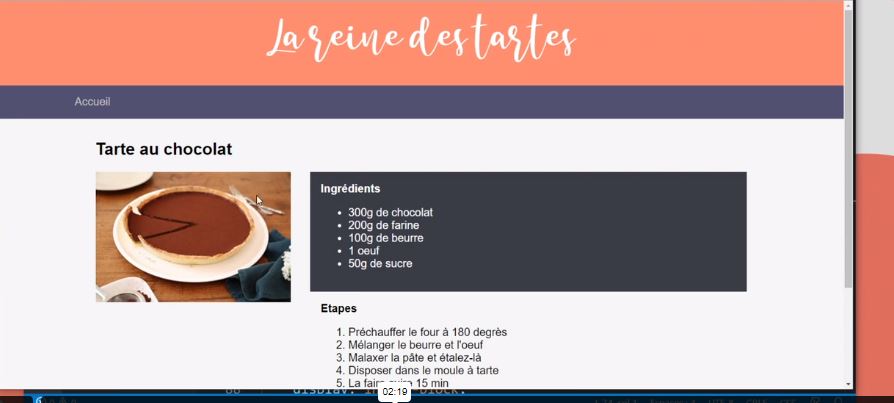 La reine des tartes
Accueil
Tarte au chocolat
Ingrédients
300g de chocolat
200g de farine
100g de beurre
1 oeuf
50g de sucre
Etapes
1. Préchauffer le four à 180 degrès
2. Mélanger le beurre et l'oeuf
3. Malaxer la pâte et étalez-là
4. Disposer dans le moule à tarte
5. La faire cuire 15 min
02:19